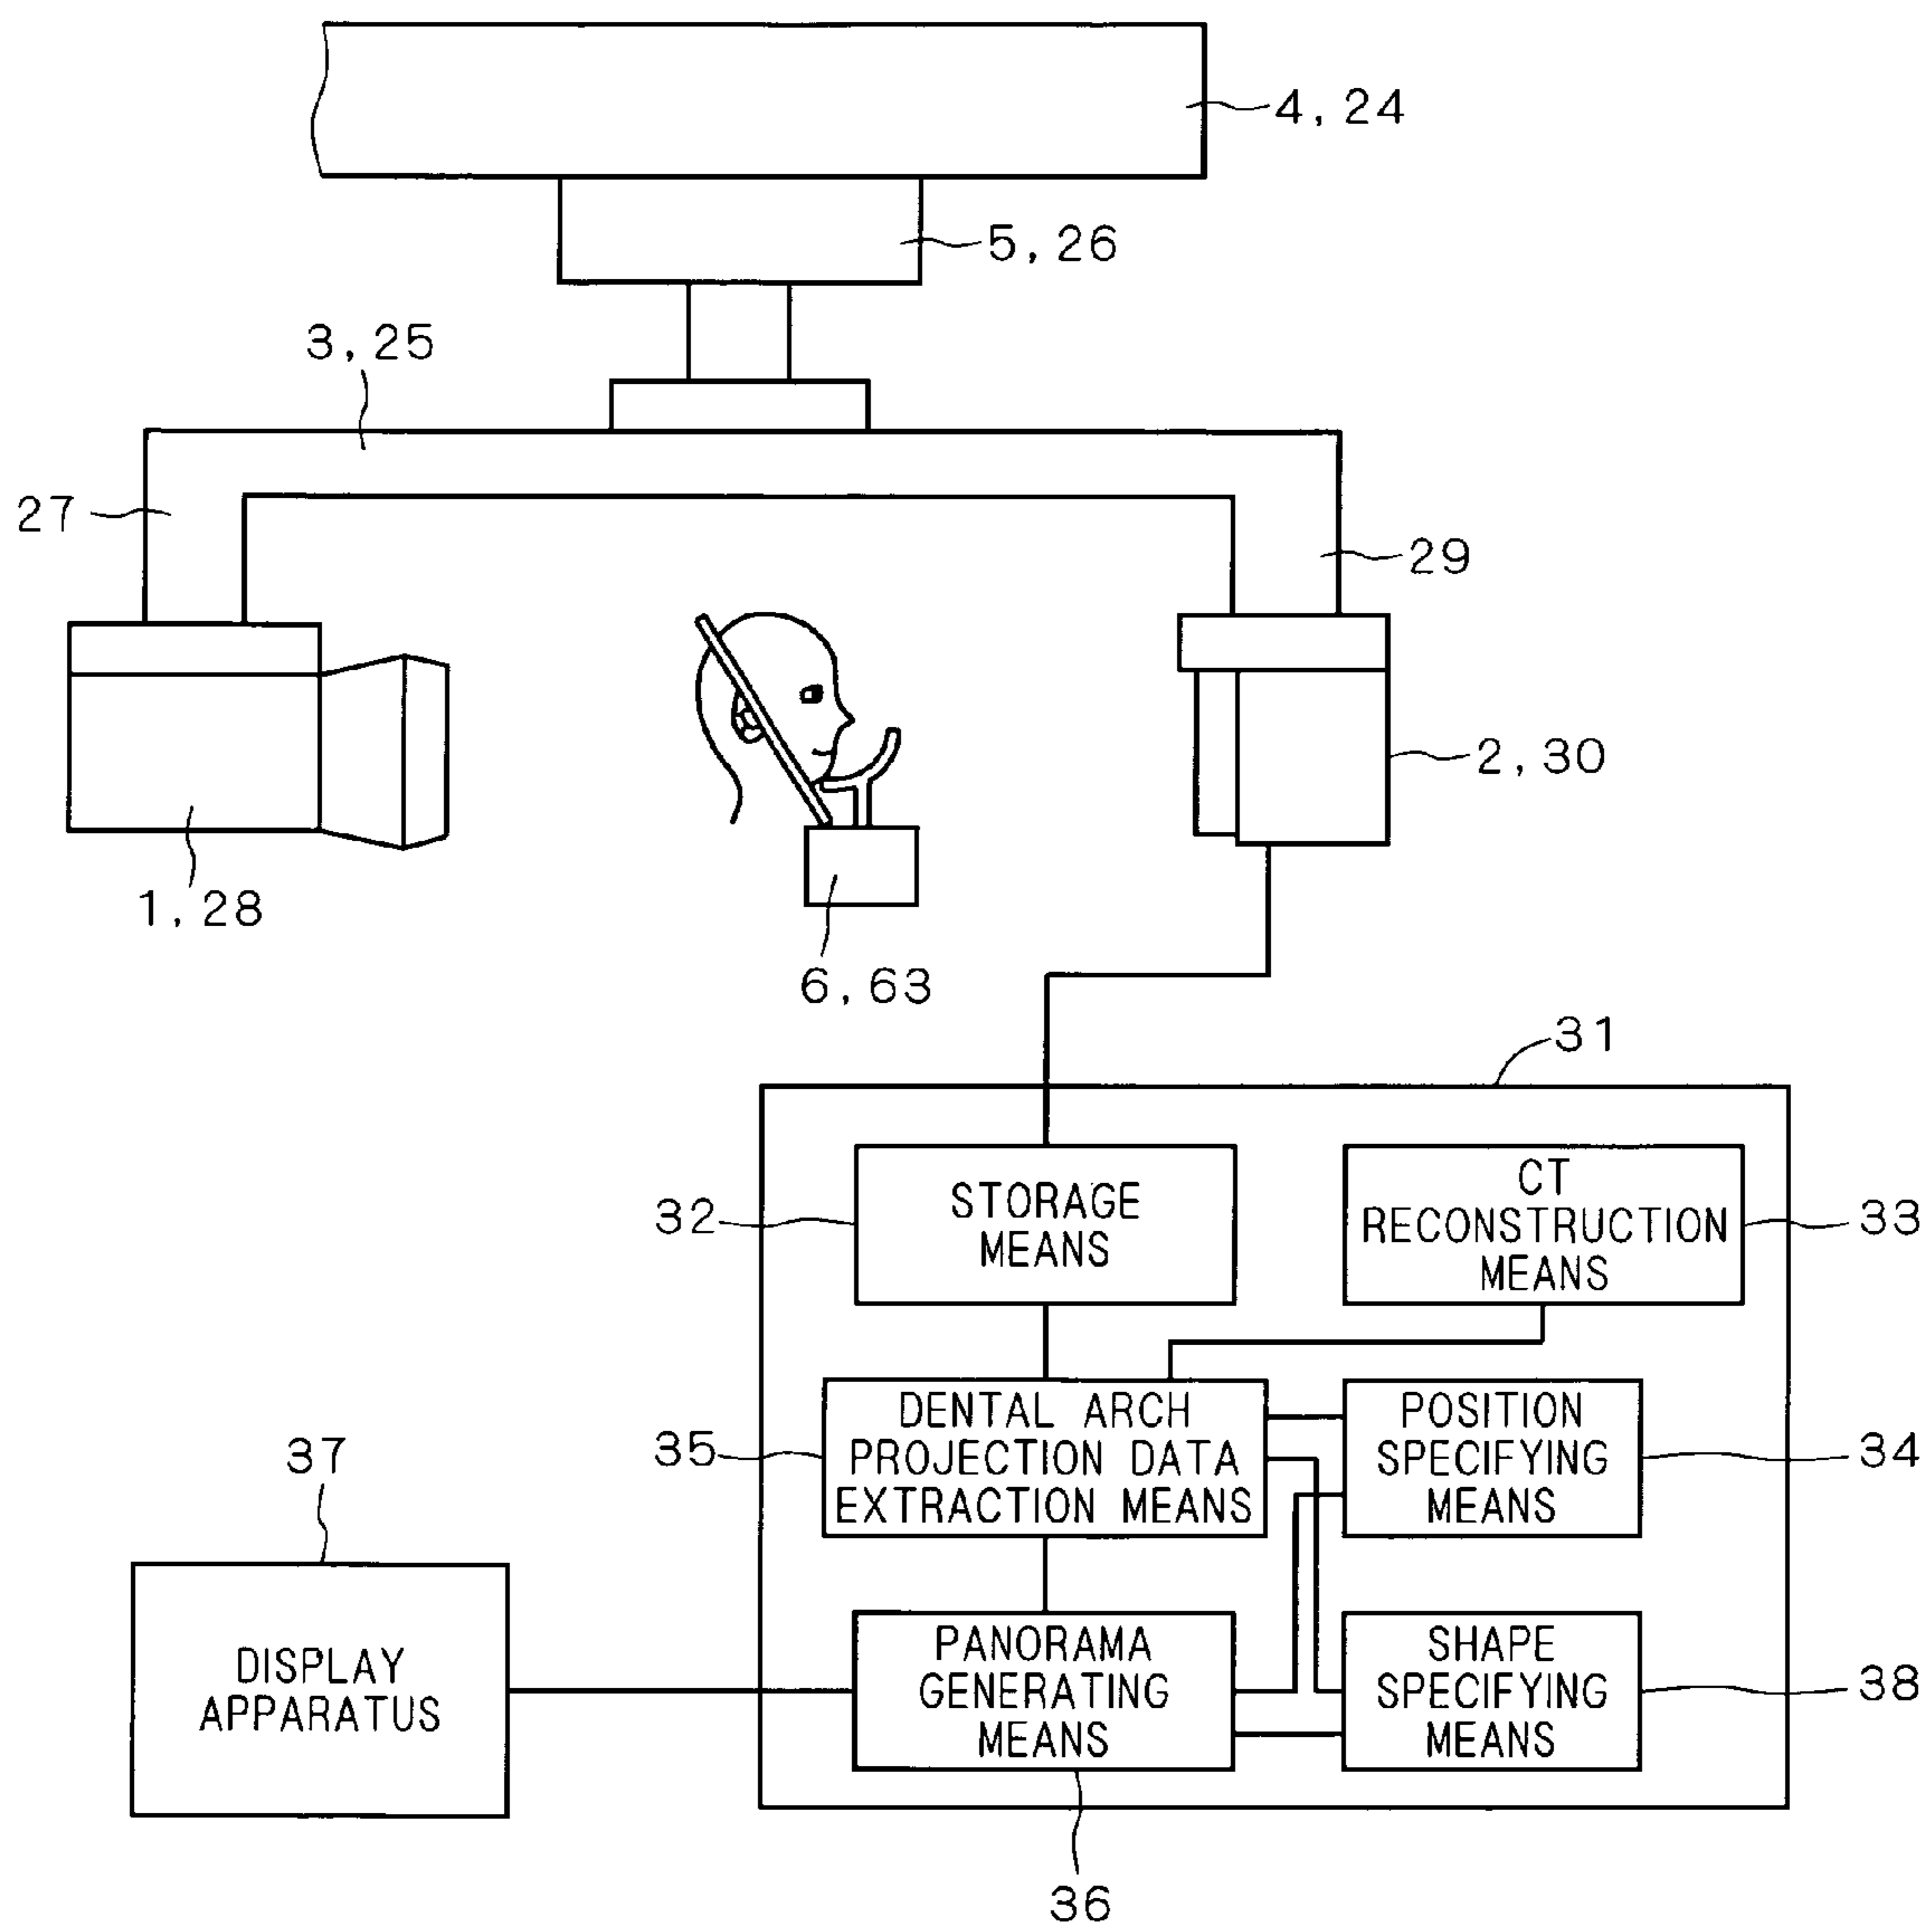 4, 24
5, 26
3, 25
27
29
2, 30
1, 28
6, 63
31
32
STORAGE
MEANS
CT
RECONSTRUCTION
MEANS
33
35
DENTAL ARCH
PROJECTION DATA
EXTRACTION MEANS
POSITION
SPECIFYING
MEANS
34
37
DISPLAY
APPARATUS
PANORAMA
GENERATING
MEANS
SHAPE
SPECIFYING
MEANS
38
36